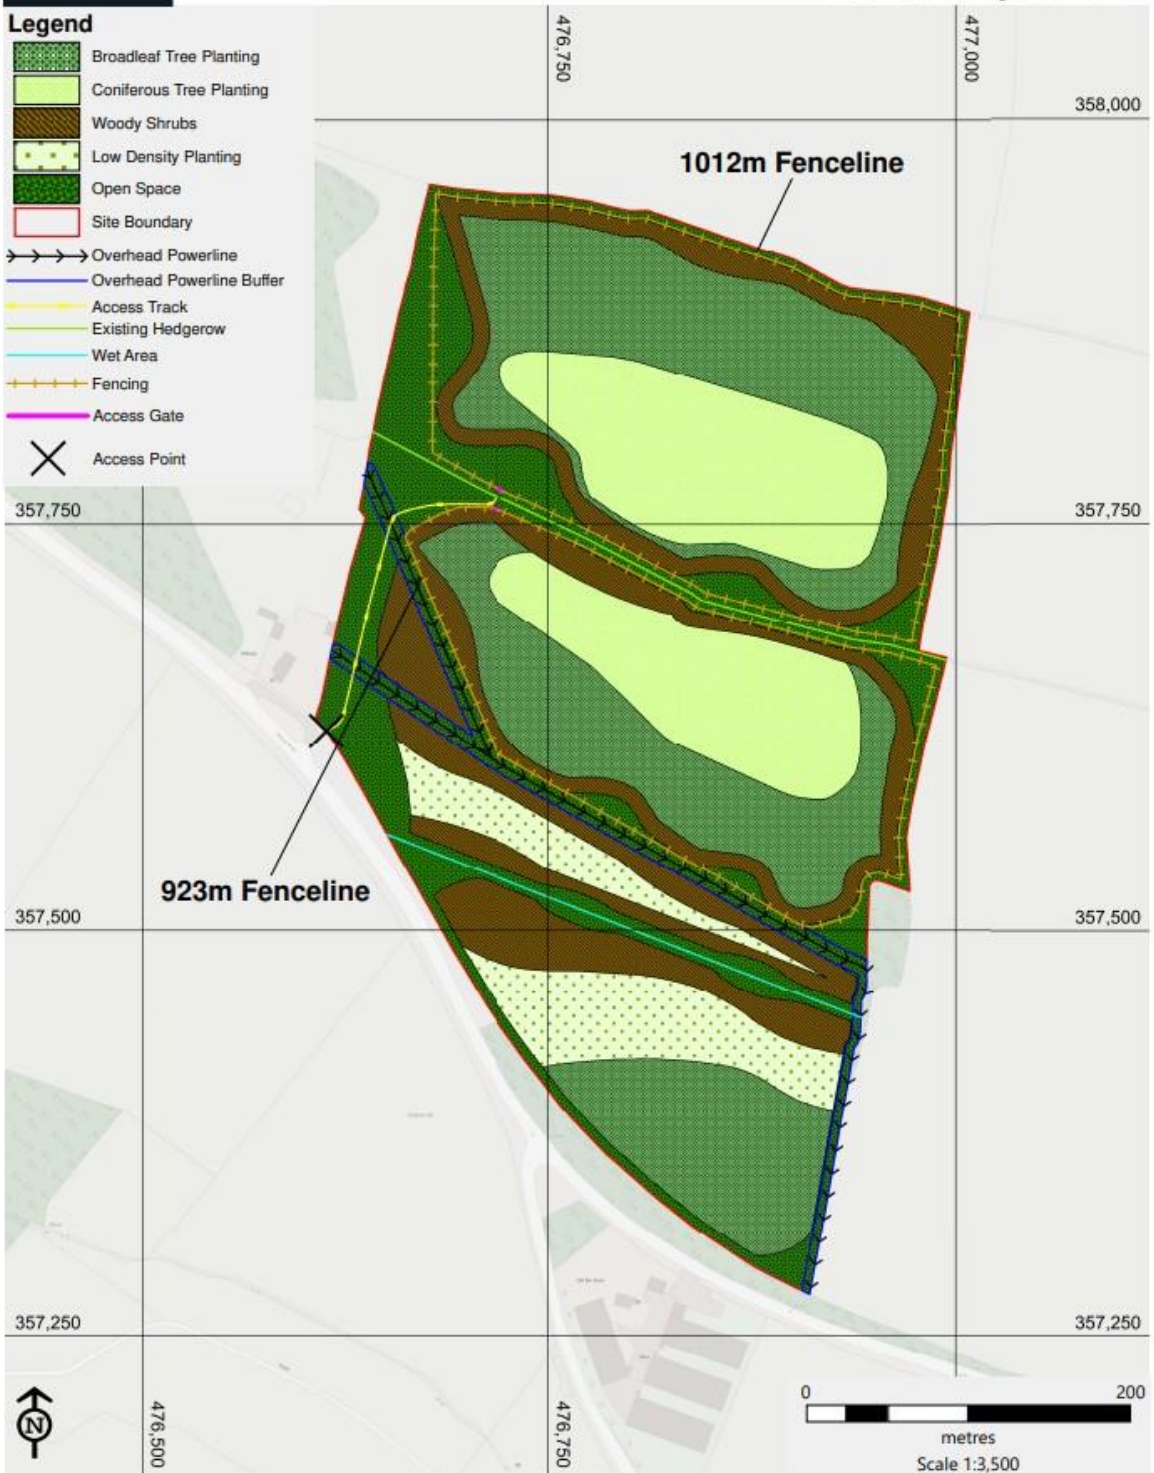 Legend
Broadleaf Tree Planting
Coniferous Tree Planting
Woody Shrubs
Low Density Planting
Open Space
Site Boundary
Overhead Powerline
Overhead Powerline Buffer
Access Track
Existing Hedgerow
Wet Area
Fencing
Access Gate
Access Point
476,750
477,000
358,000
1012m Fenceline
357,750
357,750
923m Fenceline
357,500
357,500
357,250
357,250
N
476,500
476,750
0
200
metres
Scale 1:3,500